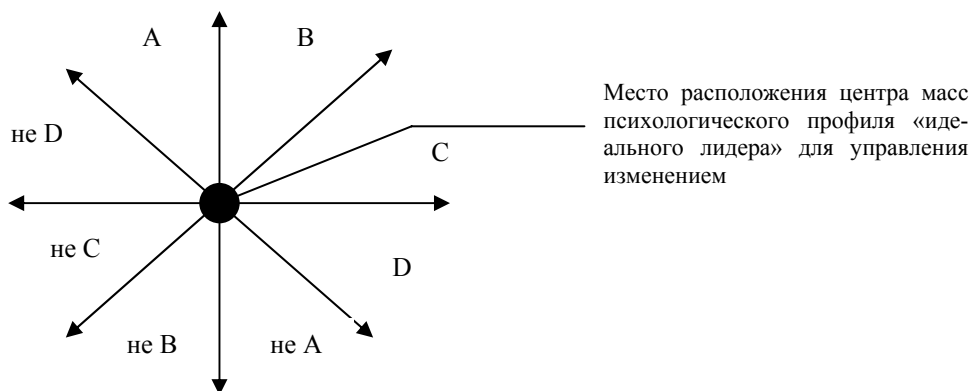 A
B
не D
Место расположения центра масс
психологического профиля «иде-
ального лидера» для управления
изменением
C
не C
D
не B
не A